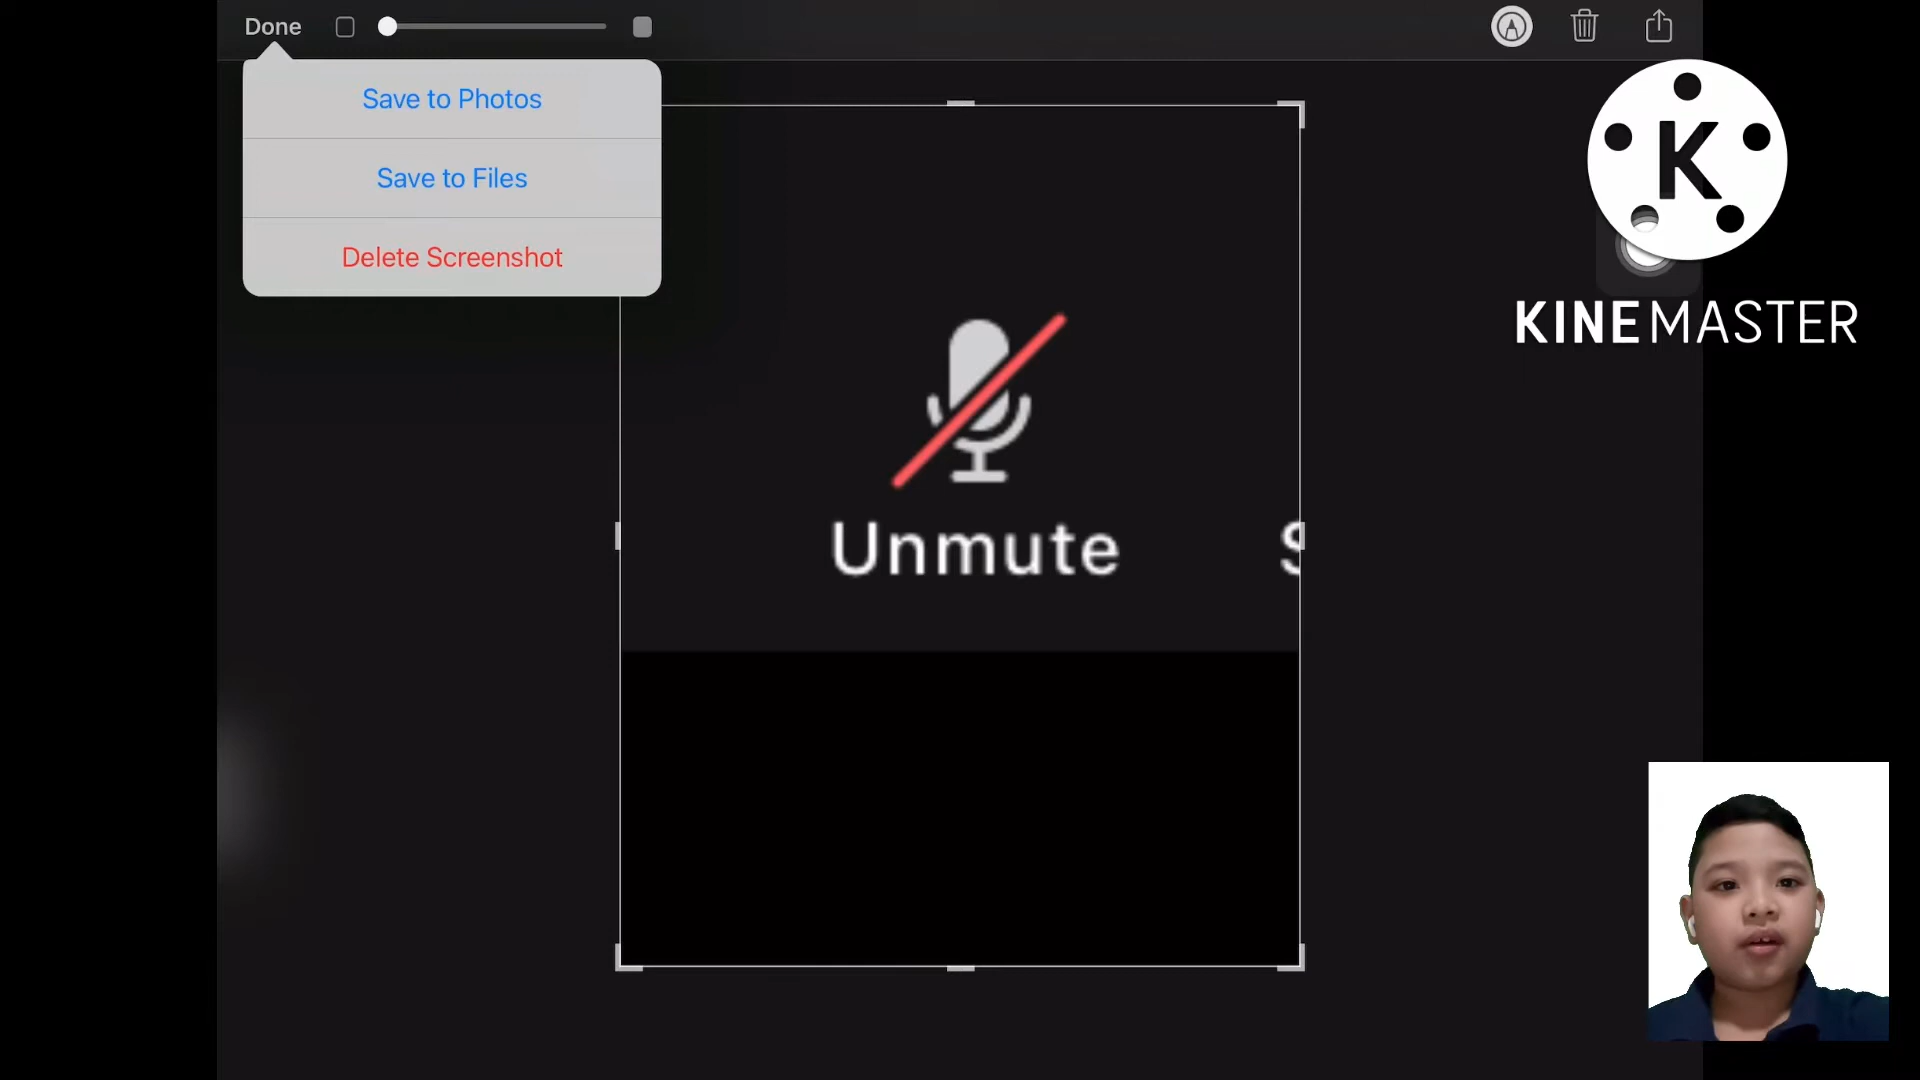 Done
Save to Photos
Save to Files
Delete Screenshot
K
KINEMASTER
Unmute
S